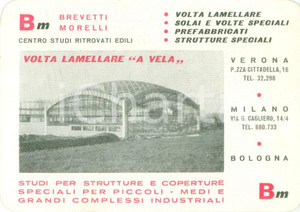 Bm BREVETTI MORELLI
CENTRO STUDI RITROVATI EDILI
• VOLTA LAMELLARE
• SOLAI E VOLTE SPECIALI
• PREFABBRICATI
• STRUTTURE SPECIALI
VOLTA LAMELLARE "A VELA"
VERONA
P.ZZA CITTADELLA, 16
TEL. 32.298
•
MILANO
VIA G. CAGLIERO, 14/4
TEL. 680.733
•
BOLOGNA
STUDI PER STRUTTURE E COPERTURE
SPECIALI PER PICCOLI - MEDI E
GRANDI COMPLESSI INDUSTRIALI
Bm